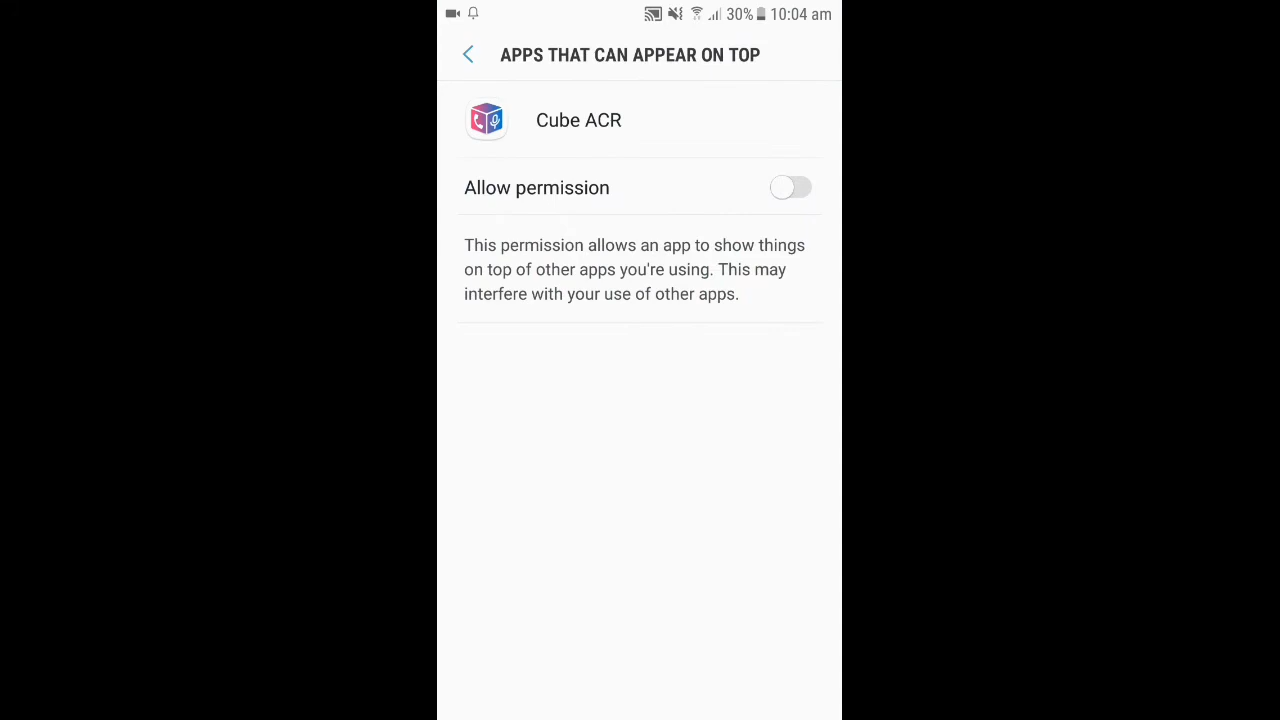 30% 10:04 am
APPS THAT CAN APPEAR ON TOP
Cube ACR
Allow permission
This permission allows an app to show things
on top of other apps you're using. This may
interfere with your use of other apps.